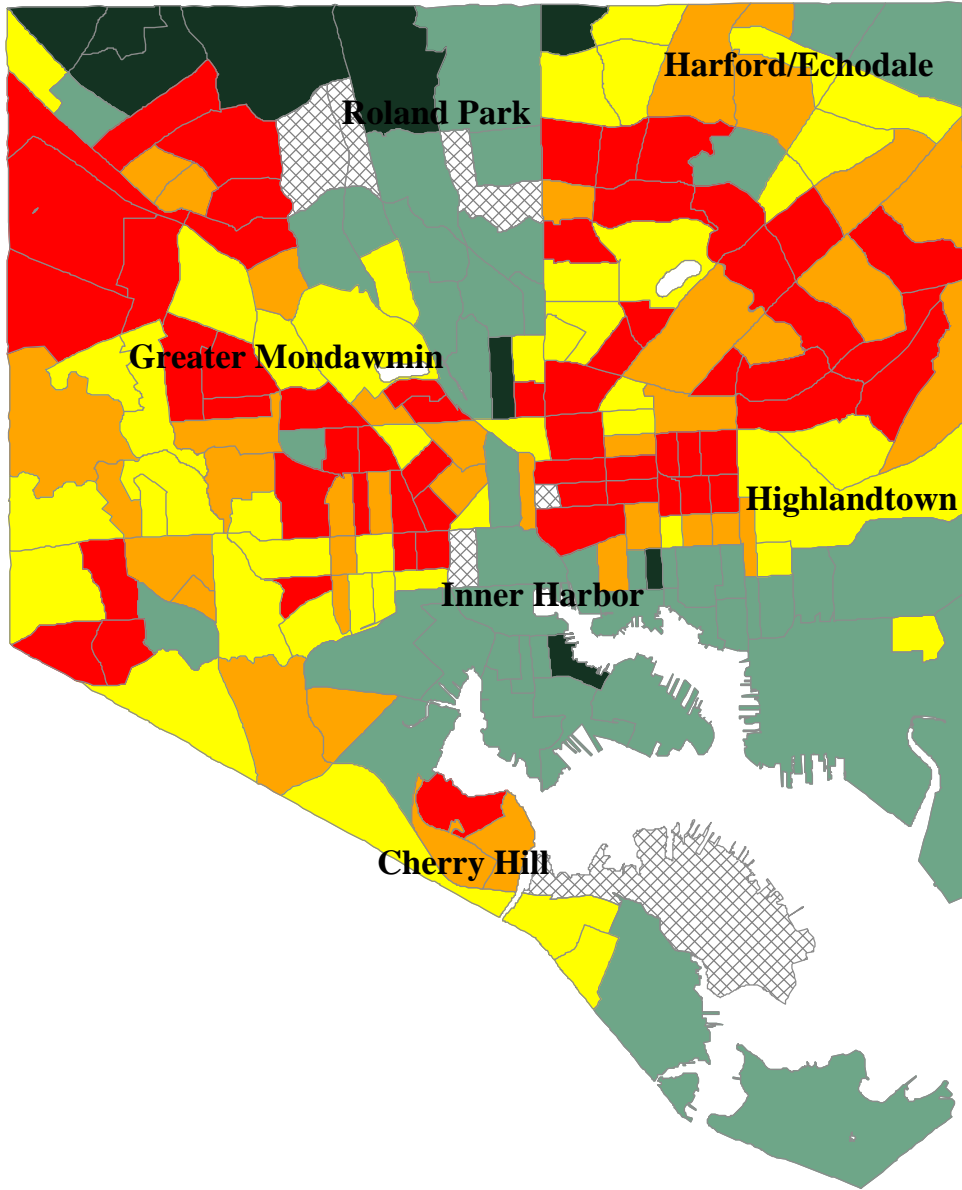 Harford/Echodale
Roland Park
Greater Mondawmin
Highlandtown
Inner Harbor
Cherry Hill